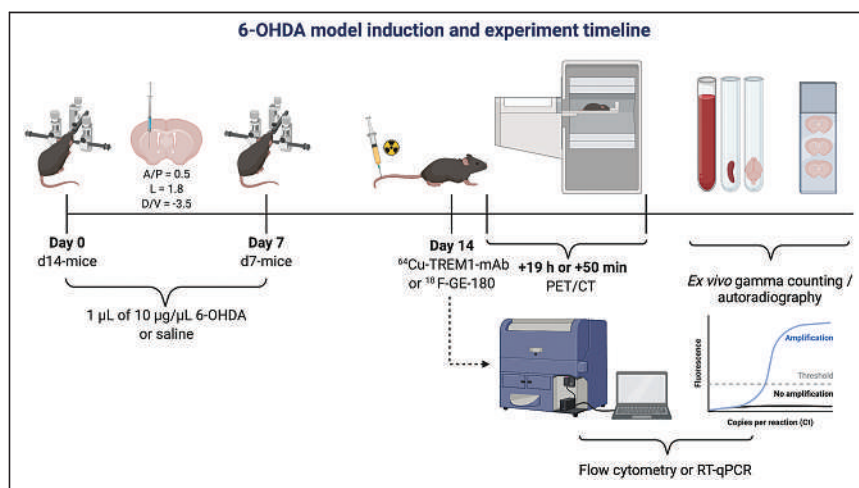 6-OHDA model induction and experiment timeline
A/P = 0.5
L = 1.8
D/V = -3.5
Day 0
d14-mice
Day 7
d7-mice
1 µL of 10 µg/µL 6-OHDA
or saline
Day 14
⁶⁴Cu-TREM1-mAb
or ¹⁸F-GE-180
+19 h or +50 min
PET/CT
Ex vivo gamma counting /
autoradiography
Fluorescence
Amplification
Threshold
No amplification
Copies per reaction (Ct)
Flow cytometry or RT-qPCR